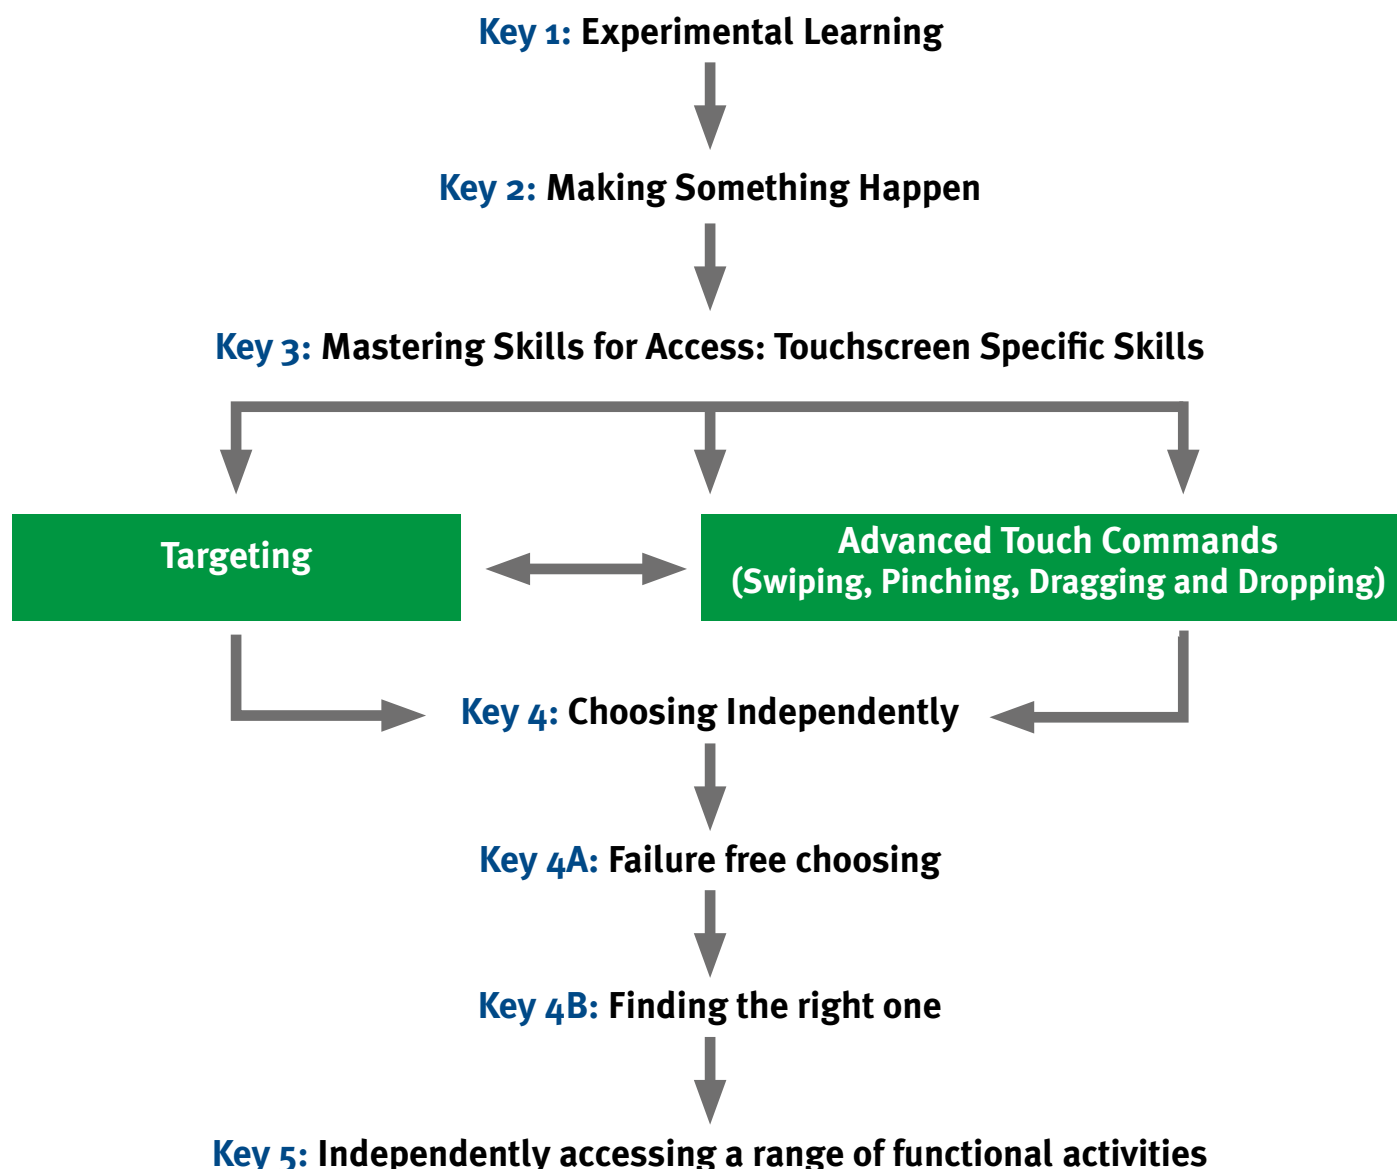 Key 1: Experimental Learning
Key 2: Making Something Happen
Key 3: Mastering Skills for Access: Touchscreen Specific Skills
Targeting
Advanced Touch Commands
(Swiping, Pinching, Dragging and Dropping)
Key 4: Choosing Independently
Key 4A: Failure free choosing
Key 4B: Finding the right one
Key 5: Independently accessing a range of functional activities